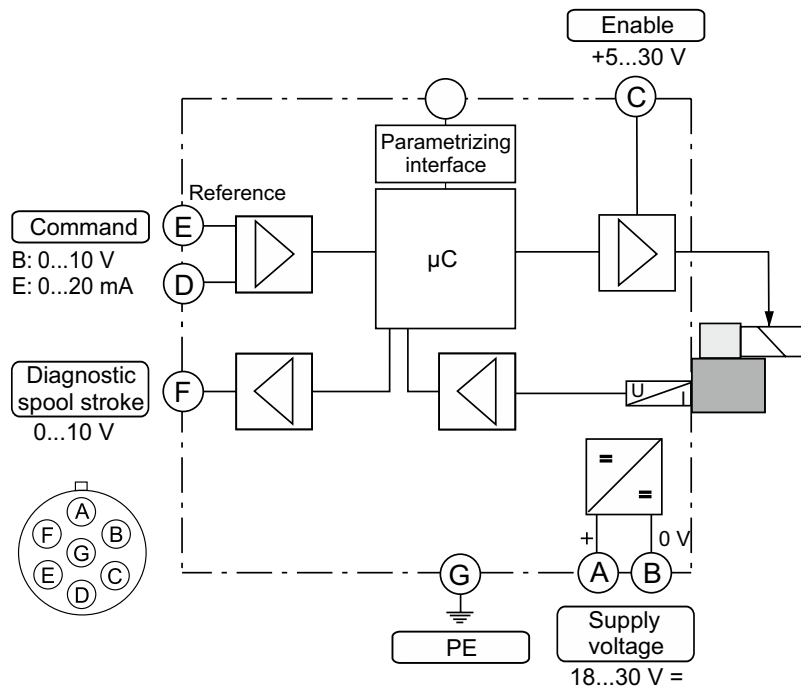 Enable
+5...30 V
C
Parametrizing
interface
Reference
Command
E
B: 0...10 V
E: 0...20 mA
D
µC
Diagnostic
spool stroke
F
0...10 V
U
I
=
=
+
0 V
A
F
B
G
E
C
D
G
A
B
PE
Supply
voltage
18...30 V =